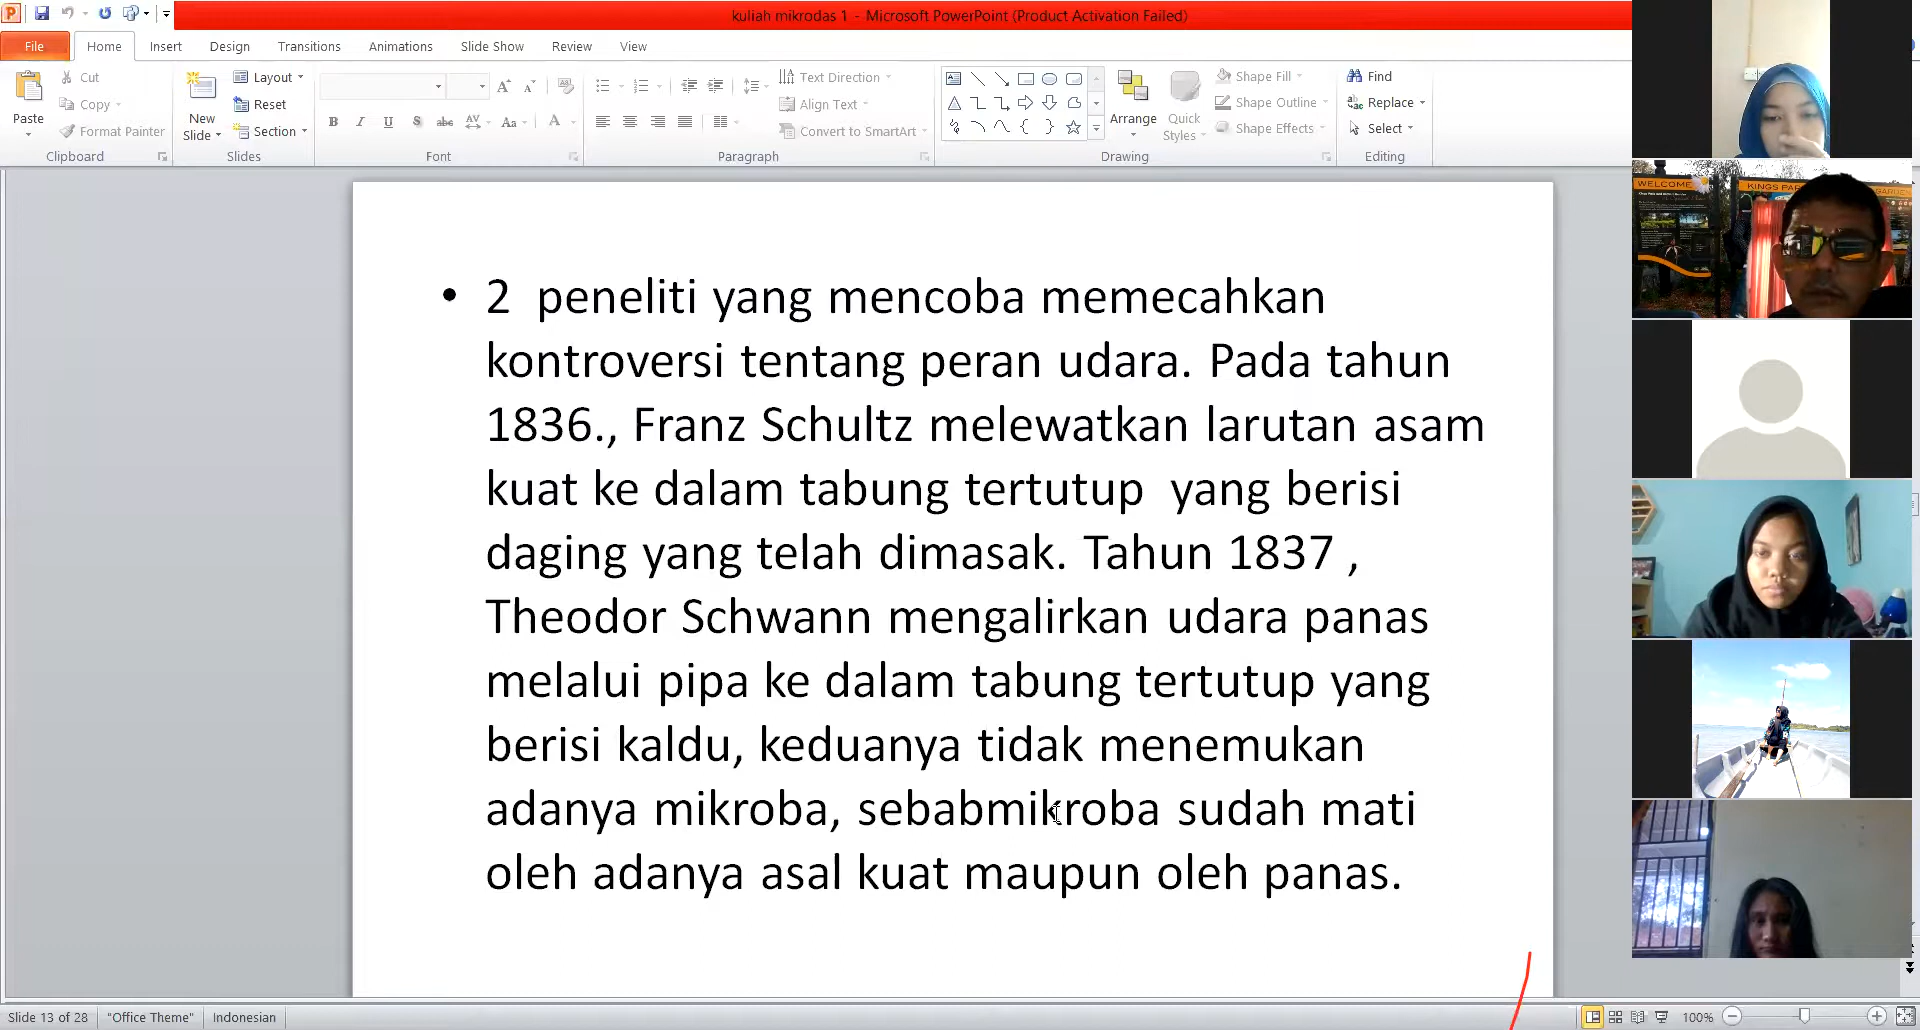 kuliah mikrodas 1 - Microsoft PowerPoint (Product Activation Failed)
File Home Insert Design Transitions Animations Slide Show Review View
Paste
Cut
Copy
Format Painter
Clipboard
New
Slide
Layout
Reset
Section
Slides
B I U S abc AV Aa A
Font
Text Direction
Align Text
Convert to SmartArt
Paragraph
Arrange
Quick
Styles
Shape Fill
Shape Outline
Shape Effects
Drawing
Find
Replace
Select
Editing
• 2 peneliti yang mencoba memecahkan
kontroversi tentang peran udara. Pada tahun
1836., Franz Schultz melewatkan larutan asam
kuat ke dalam tabung tertutup yang berisi
daging yang telah dimasak. Tahun 1837 ,
Theodor Schwann mengalirkan udara panas
melalui pipa ke dalam tabung tertutup yang
berisi kaldu, keduanya tidak menemukan
adanya mikroba, sebabmikroba sudah mati
oleh adanya asal kuat maupun oleh panas.
WELCOME
KINGS
Slide 13 of 28 "Office Theme" Indonesian
100%